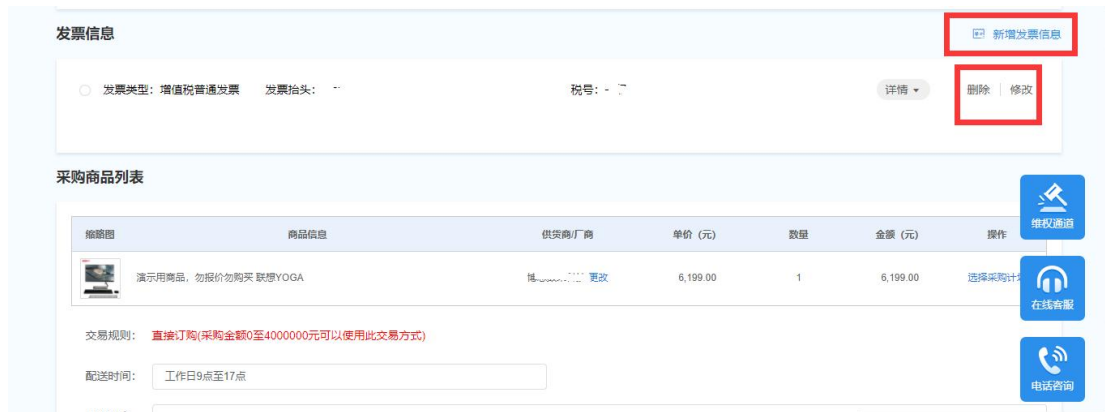 发票信息
新增发票信息
发票类型：增值税普通发票 发票抬头： 税号：- 详情 删除 修改
采购商品列表
维权通道
缩略图 商品信息 供货商/厂商 单价（元） 数量 金额（元） 操作
演示用商品，勿报价勿购买 联想YOGA 更改 6,199.00 1 6,199.00 选择采购计
在线客服
交易规则： 直接订购(采购金额0至4000000元可以使用此交易方式)
配送时间： 工作日9点至17点
电话咨询